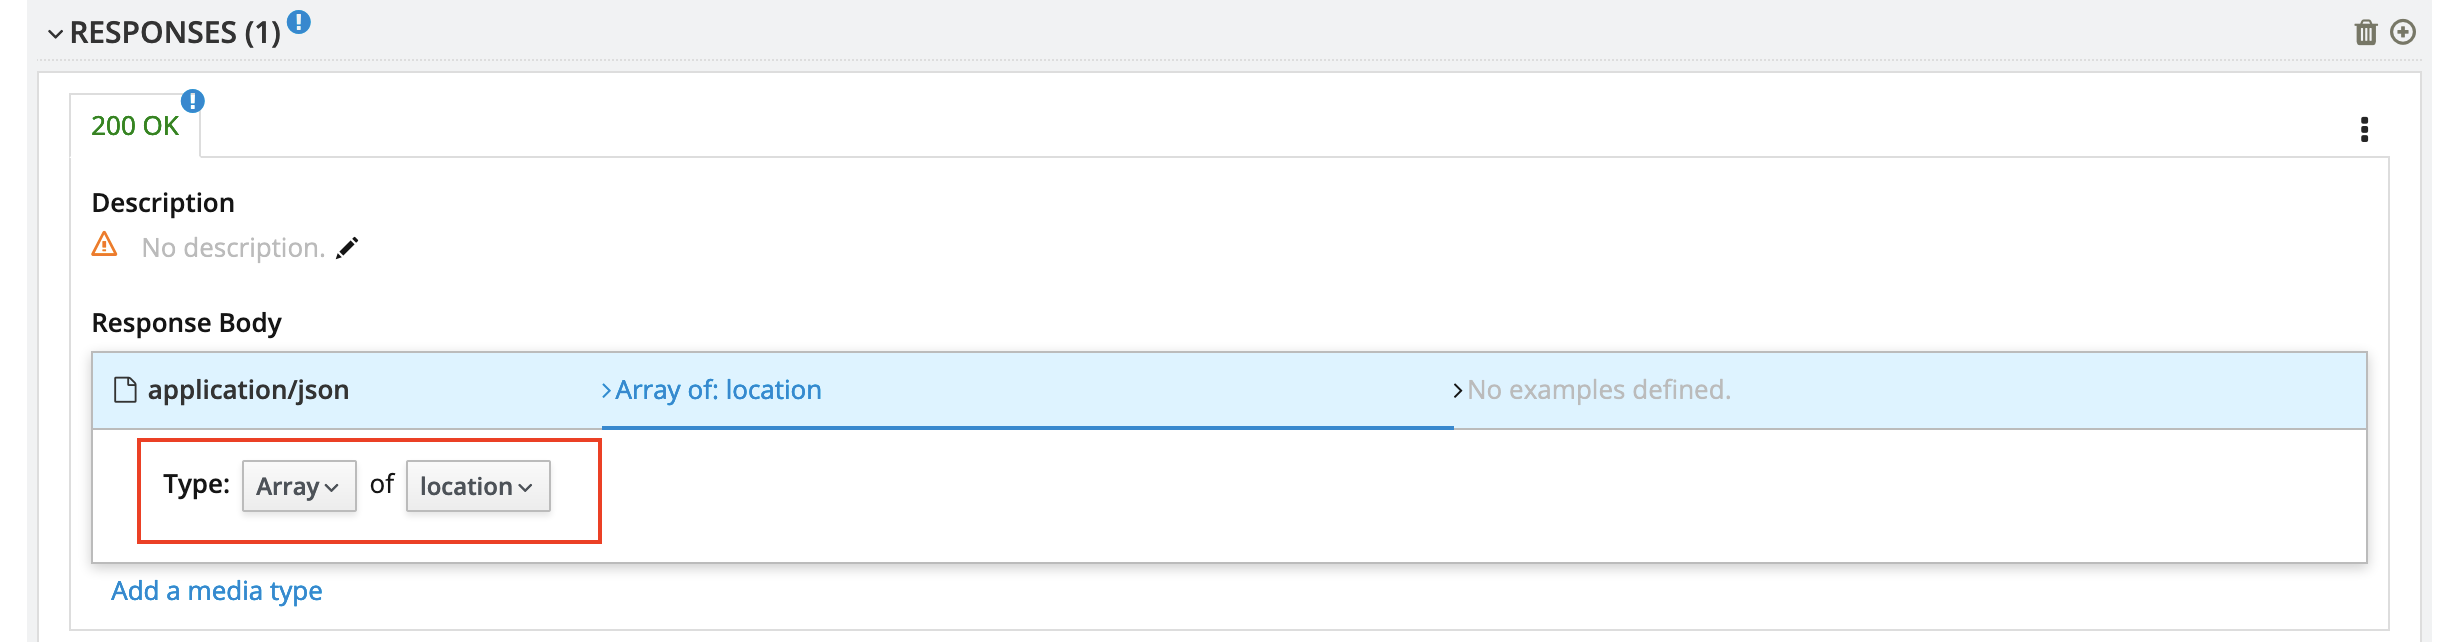 RESPONSES (1)
200 OK
Description
No description.
Response Body
application/json
Array of: location
No examples defined.
Type: Array of location
Add a media type